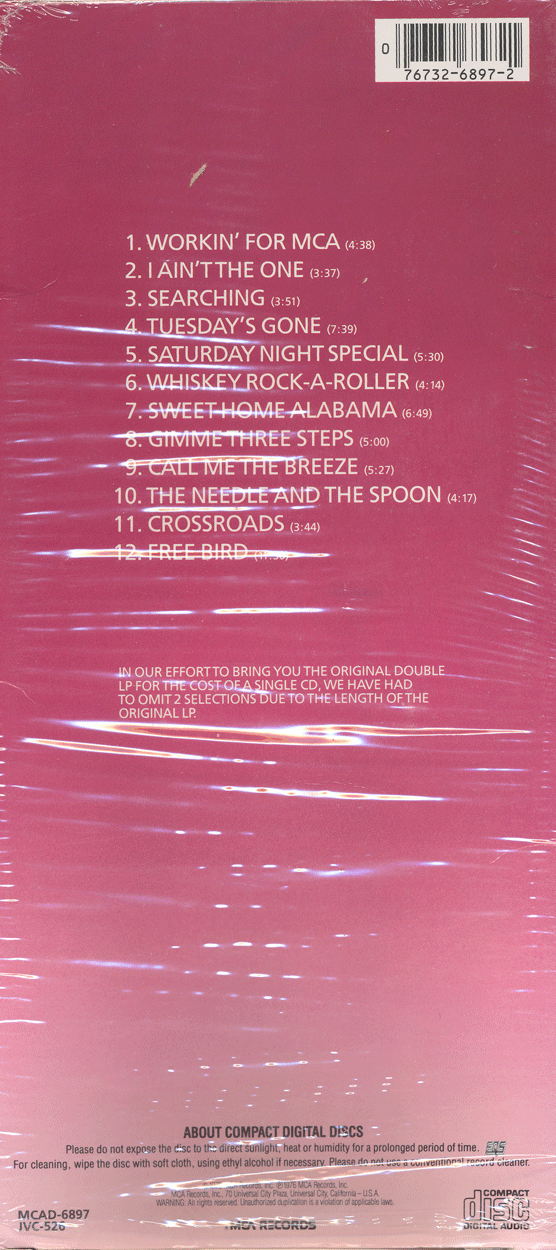 0 76732-6897-2
1. WORKIN' FOR MCA (4:38)
2. I AIN'T THE ONE (3:37)
3. SEARCHING (3:51)
4. TUESDAY'S GONE (7:39)
5. SATURDAY NIGHT SPECIAL (5:30)
6. WHISKEY ROCK-A-ROLLER (4:14)
7. SWEET HOME ALABAMA (6:49)
8. GIMME THREE STEPS (5:00)
9. CALL ME THE BREEZE (5:27)
10. THE NEEDLE AND THE SPOON (4:17)
11. CROSSROADS (3:44)
12. FREE BIRD
IN OUR EFFORT TO BRING YOU THE ORIGINAL DOUBLE
LP FOR THE COST OF A SINGLE CD, WE HAVE HAD
TO OMIT 2 SELECTIONS DUE TO THE LENGTH OF THE
ORIGINAL LP.
ABOUT COMPACT DIGITAL DISCS
Please do not expose the disc to the direct sunlight, heat or humidity for a prolonged period of time.
For cleaning, wipe the disc with soft cloth, using ethyl alcohol if necessary. Please do not use a conventional record cleaner.
Records, Inc. ℗1976 MCA Records, Inc.
MCA Records, Inc., 70 Universal City Plaza, Universal City, California – U.S.A.
WARNING: All rights reserved. Unauthorized duplication is a violation of applicable laws.
MCAD-6897
JVC-526
MCA RECORDS
COMPACT
disc
DIGITAL AUDIO